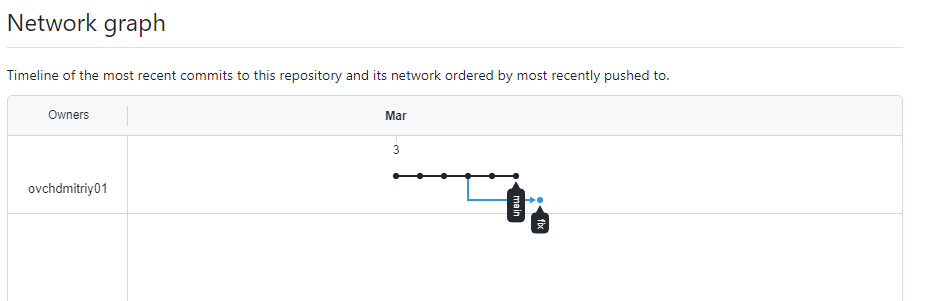 Network graph
Timeline of the most recent commits to this repository and its network ordered by most recently pushed to.
Owners
Mar
3
ovchdmitriy01
main
fix